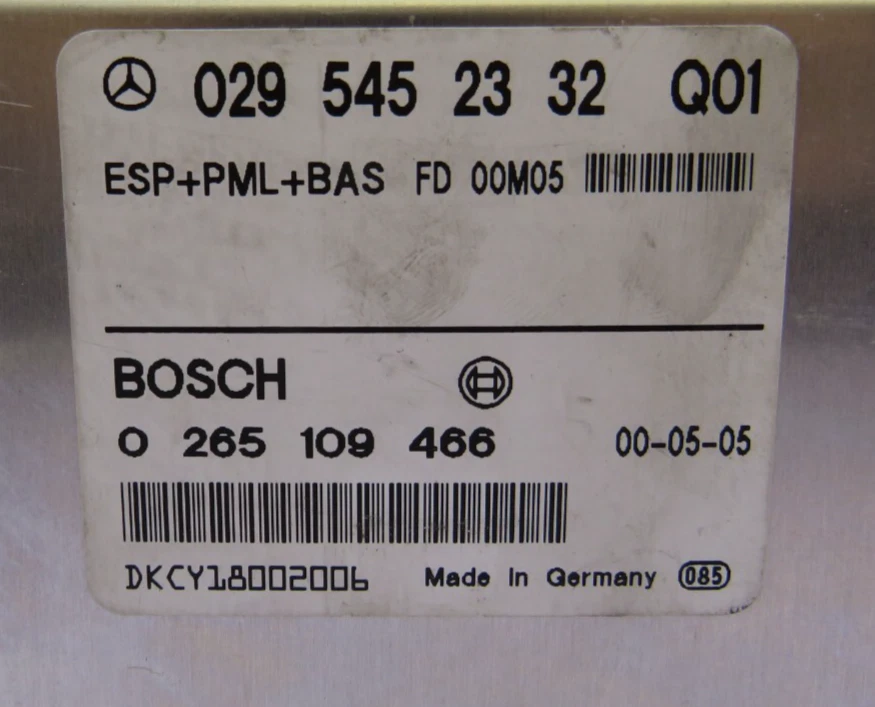 029 545 23 32 Q01
ESP+PML+BAS FD 00M05
BOSCH
0 265 109 466 00-05-05
DKCY18002006 Made in Germany 085